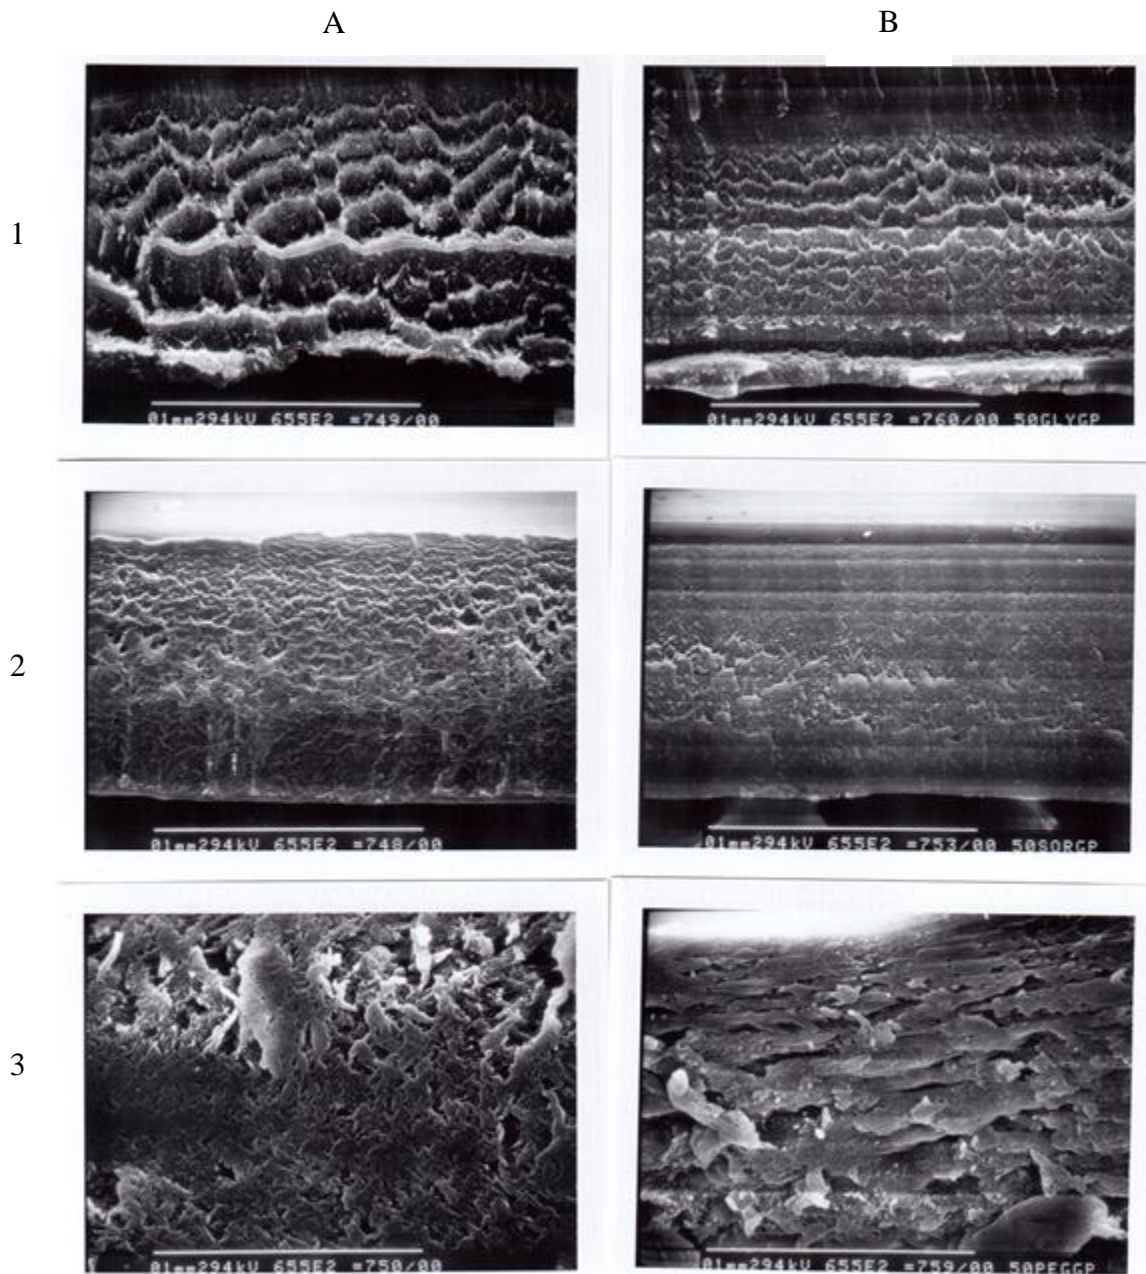 A B
1
01mm294kV 655E2 =749/00
01mm294kV 655E2 =760/00 50GLYGP
2
01mm294kV 655E2 =748/00
01mm294kV 655E2 =753/00 50SORGP
3
01mm294kV 655E2 =750/00
01mm294kV 655E2 =759/00 50PEGGP